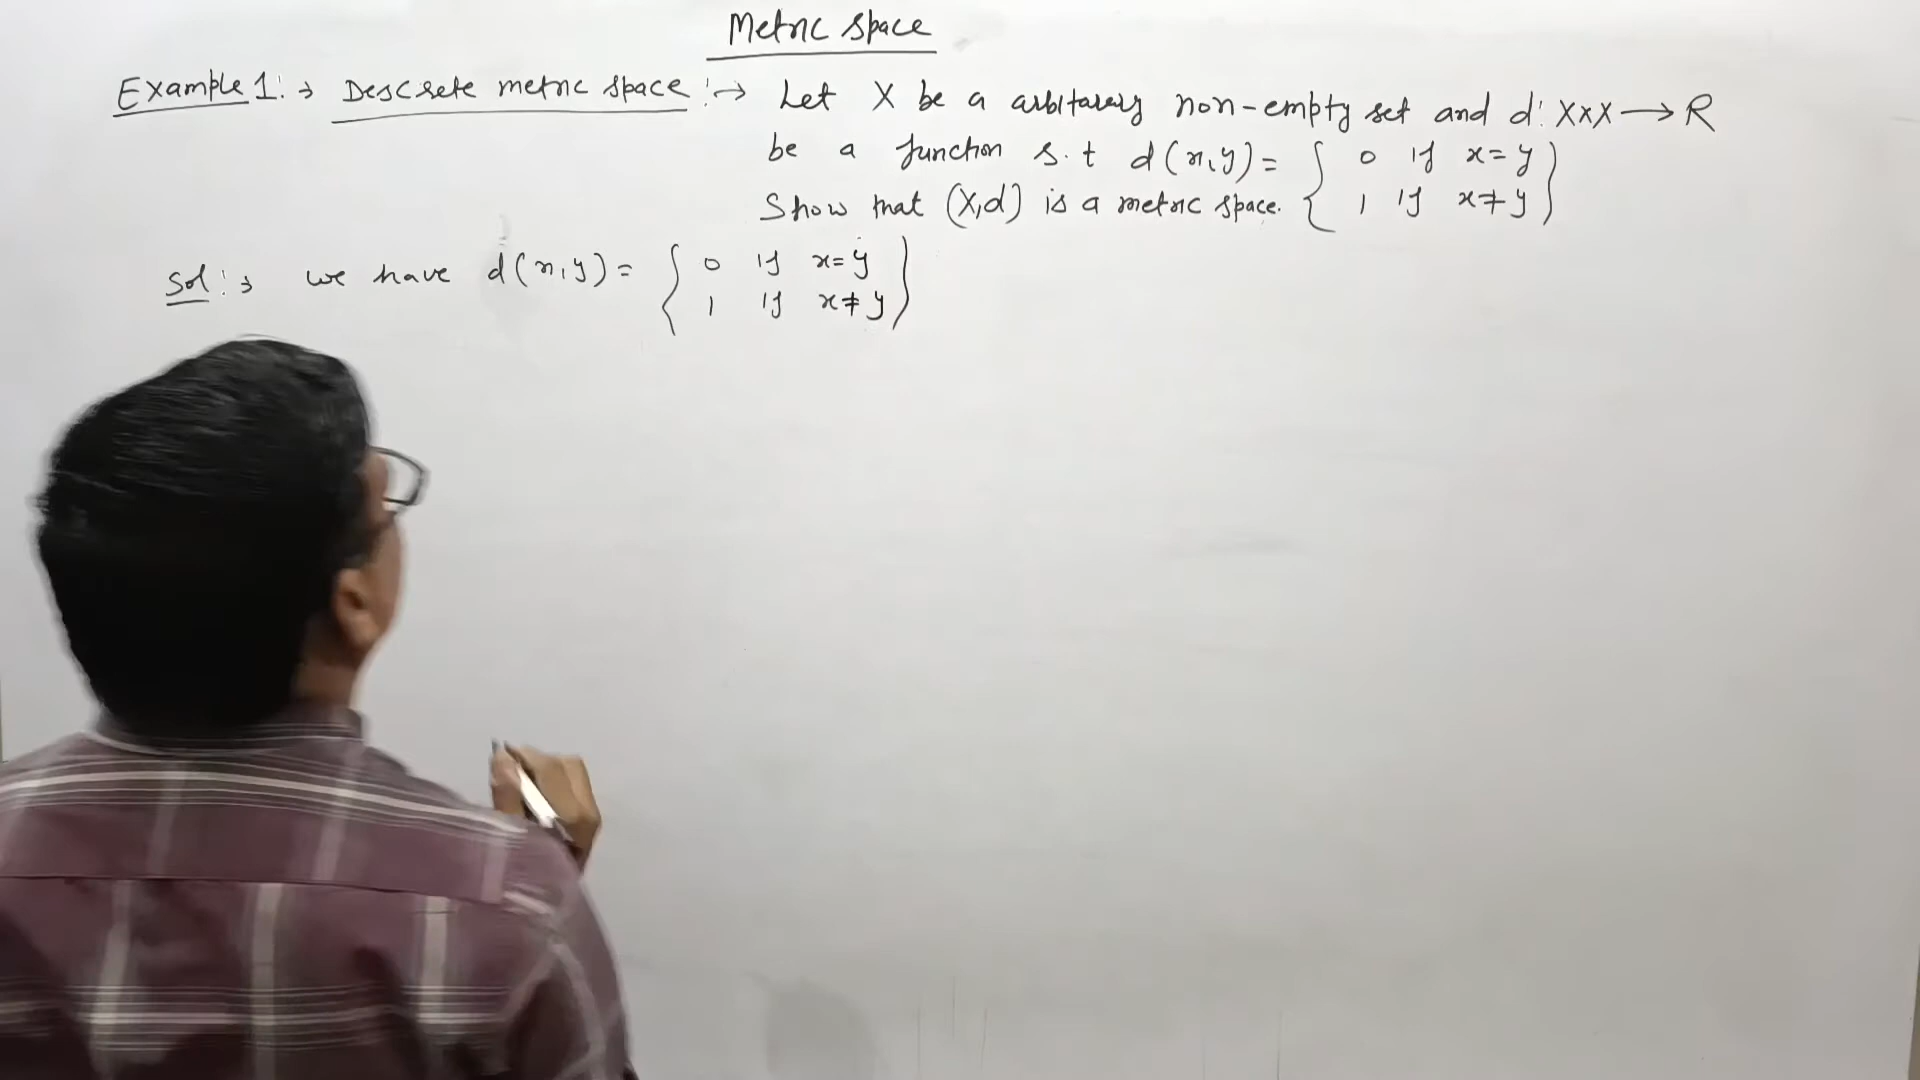 Metric space
Example 1:→ Descrete metric space :→ Let X be a arbitarary non-empty set and d: X×X → R
be a function s.t d(x,y) = { 0 if x = y
1 if x ≠ y }
Show that (X,d) is a metric space.
Sol:→ we have d(x,y) = { 0 if x = y
1 if x ≠ y }